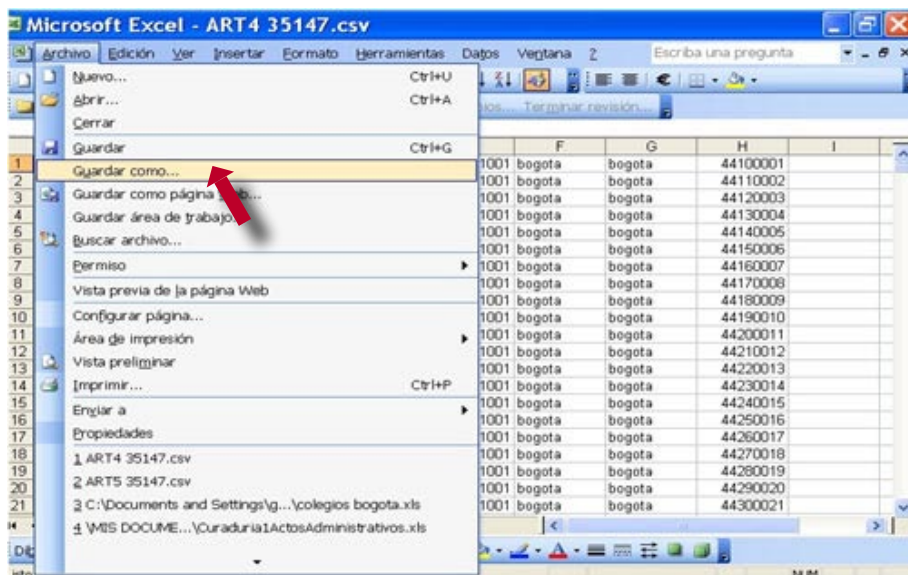 Microsoft Excel - ART4 35147.csv
Archivo Edición Ver Insertar Formato Herramientas Datos Ventana ? Escriba una pregunta
Nuevo... Ctrl+U
Abrir... Ctrl+A
Terminar revisión...
Cerrar
Guardar Ctrl+G
F G H I
Guardar como...
Guardar como página
Guardar área de trabajo...
Buscar archivo...
Permiso
Vista previa de la página Web
Configurar página...
Área de impresión
Vista preliminar
Imprimir... Ctrl+P
Enviar a
Propiedades
1 ART4 35147.csv
2 ART5 35147.csv
3 C:\Documents and Settings\g...\colegios bogota.xls
4 \MIS DOCUME...\Curaduria1ActosAdministrativos.xls
1 1001 bogota bogota 44100001
2 1001 bogota bogota 44110002
3 1001 bogota bogota 44120003
4 1001 bogota bogota 44130004
5 1001 bogota bogota 44140005
6 1001 bogota bogota 44150006
7 1001 bogota bogota 44160007
8 1001 bogota bogota 44170008
9 1001 bogota bogota 44180009
10 1001 bogota bogota 44190010
11 1001 bogota bogota 44200011
12 1001 bogota bogota 44210012
13 1001 bogota bogota 44220013
14 1001 bogota bogota 44230014
15 1001 bogota bogota 44240015
16 1001 bogota bogota 44250016
17 1001 bogota bogota 44260017
18 1001 bogota bogota 44270018
19 1001 bogota bogota 44280019
20 1001 bogota bogota 44290020
21 1001 bogota bogota 44300021